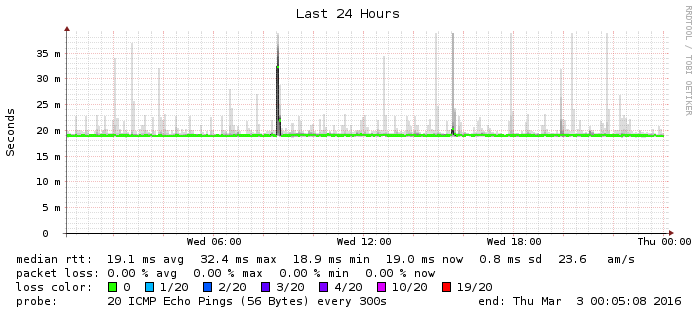 Last 24 Hours
RRDTOOL / TOBI OETIKER
Seconds
35 m
30 m
25 m
20 m
15 m
10 m
5 m
0
Wed 06:00 Wed 12:00 Wed 18:00 Thu 00:00
median rtt: 19.1 ms avg 32.4 ms max 18.9 ms min 19.0 ms now 0.8 ms sd 23.6 am/s
packet loss: 0.00 % avg 0.00 % max 0.00 % min 0.00 % now
loss color: 0 1/20 2/20 3/20 4/20 10/20 19/20
probe: 20 ICMP Echo Pings (56 Bytes) every 300s end: Thu Mar 3 00:05:08 2016